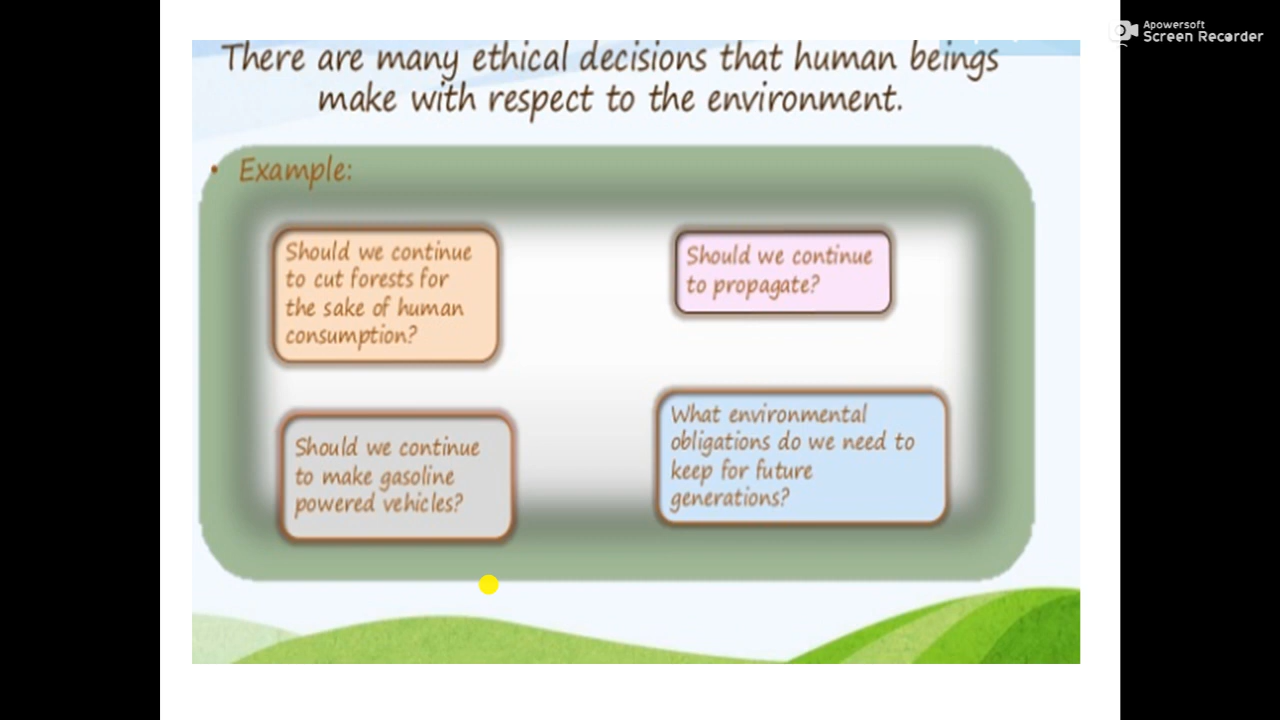 Apowersoft
Screen Recorder
There are many ethical decisions that human beings
make with respect to the environment.
• Example:
Should we continue
to cut forests for
the sake of human
consumption?
Should we continue
to propagate?
Should we continue
to make gasoline
powered vehicles?
What environmental
obligations do we need to
keep for future
generations?